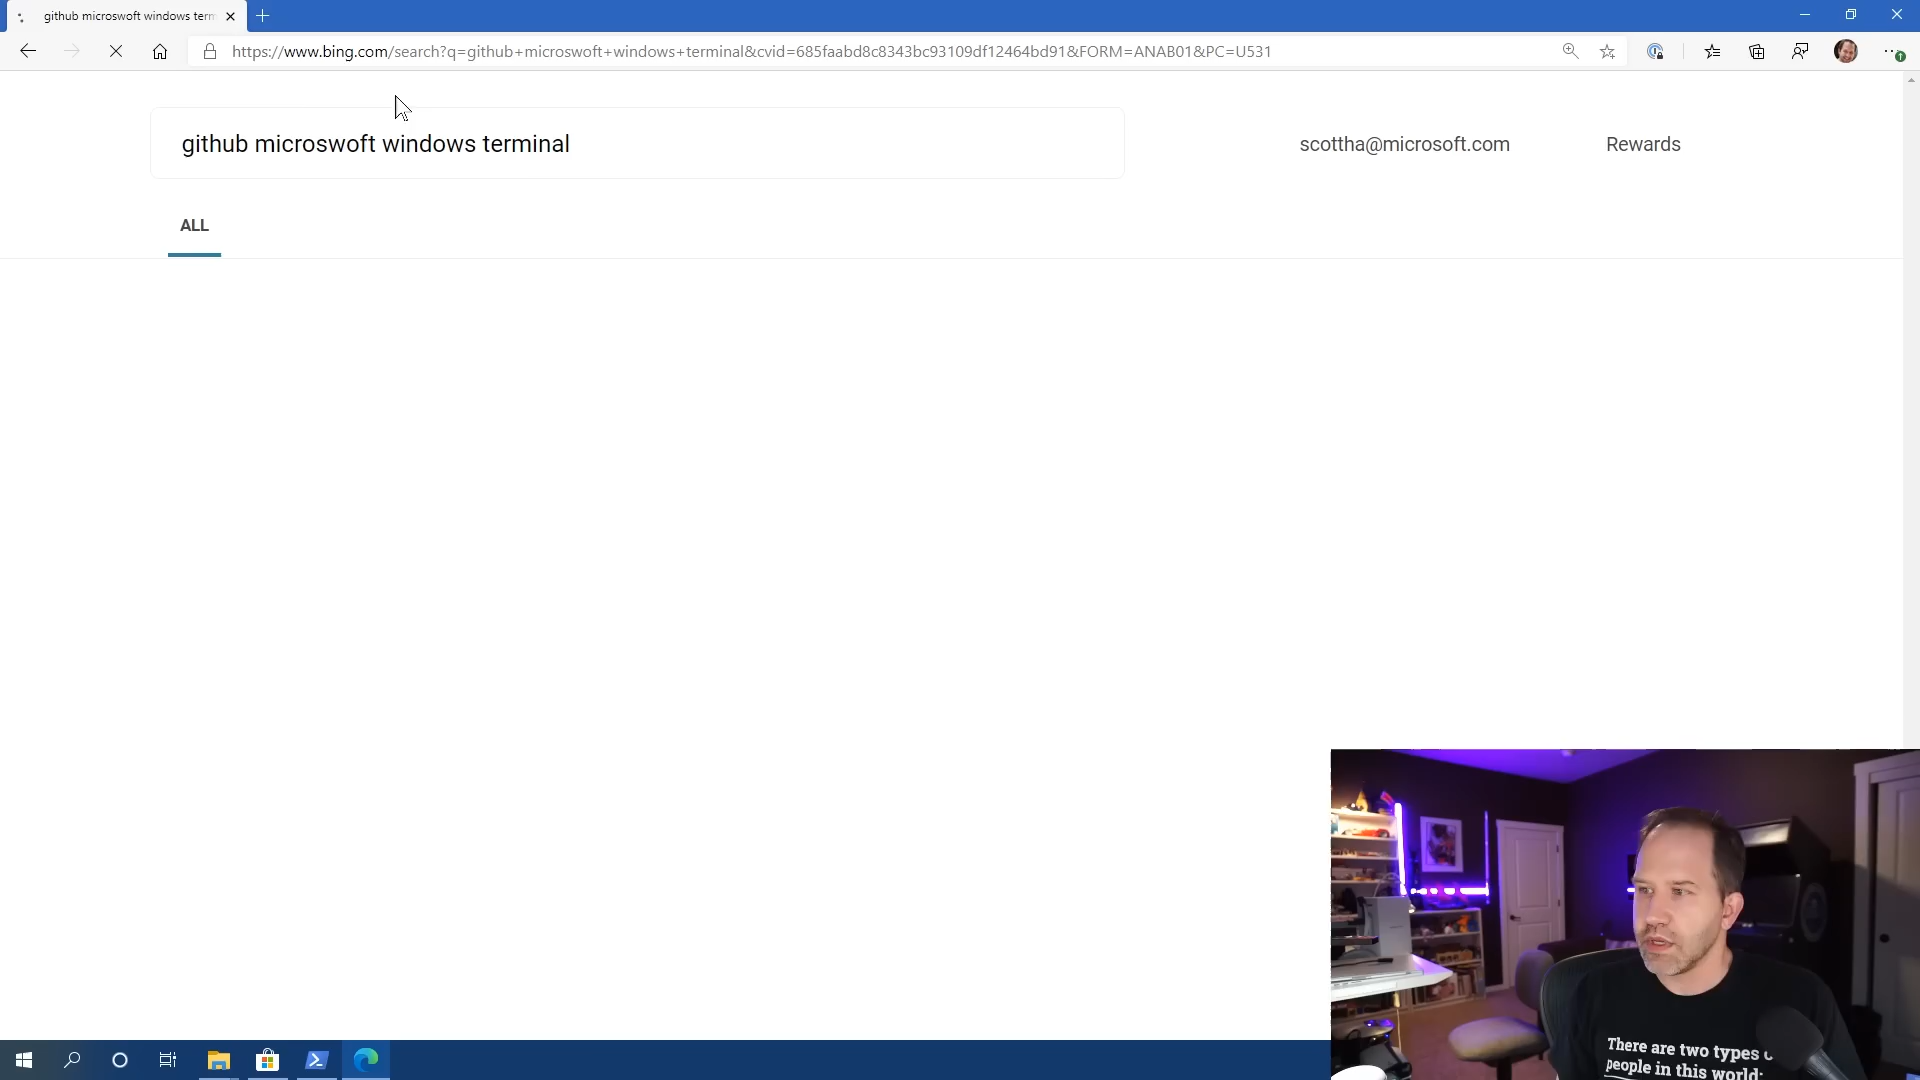 github microswoft windows term
https://www.bing.com/search?q=github+microswoft+windows+terminal&cvid=685faabd8c8343bc93109df12464bd91&FORM=ANAB01&PC=U531
github microswoft windows terminal
scottha@microsoft.com
Rewards
ALL
There are two types
people in this world: